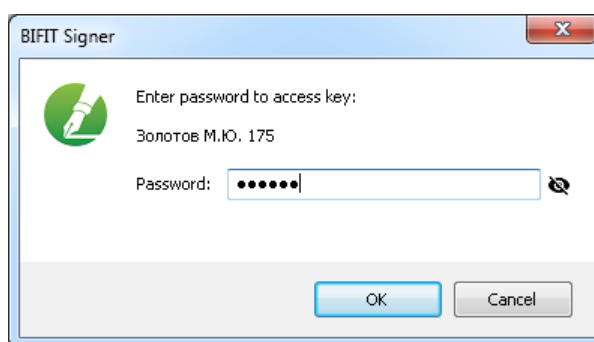 BIFIT Signer
Enter password to access key:
Золотов М.Ю. 175
Password: ●●●●●●
OK Cancel